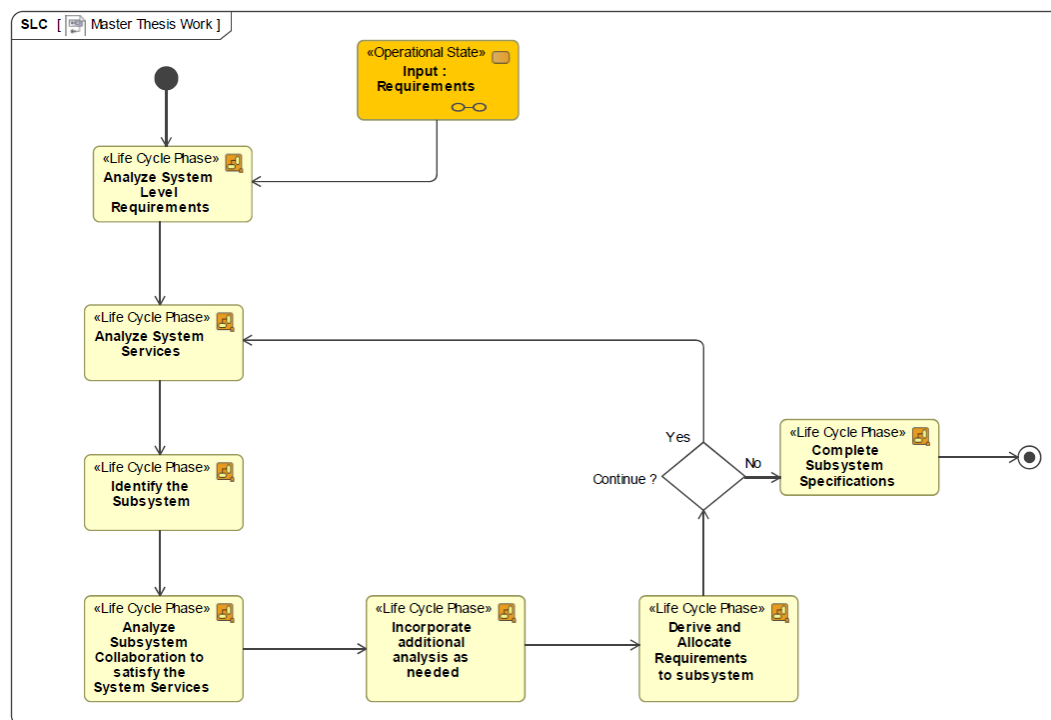 SLC [ Master Thesis Work ]
«Operational State»
Input :
Requirements
«Life Cycle Phase»
Analyze System
Level
Requirements
«Life Cycle Phase»
Analyze System
Services
«Life Cycle Phase»
Identify the
Subsystem
Yes
Continue ?
No
«Life Cycle Phase»
Complete
Subsystem
Specifications
«Life Cycle Phase»
Analyze
Subsystem
Collaboration to
satisfy the
System Services
«Life Cycle Phase»
Incorporate
additional
analysis as
needed
«Life Cycle Phase»
Derive and
Allocate
Requirements
to subsystem